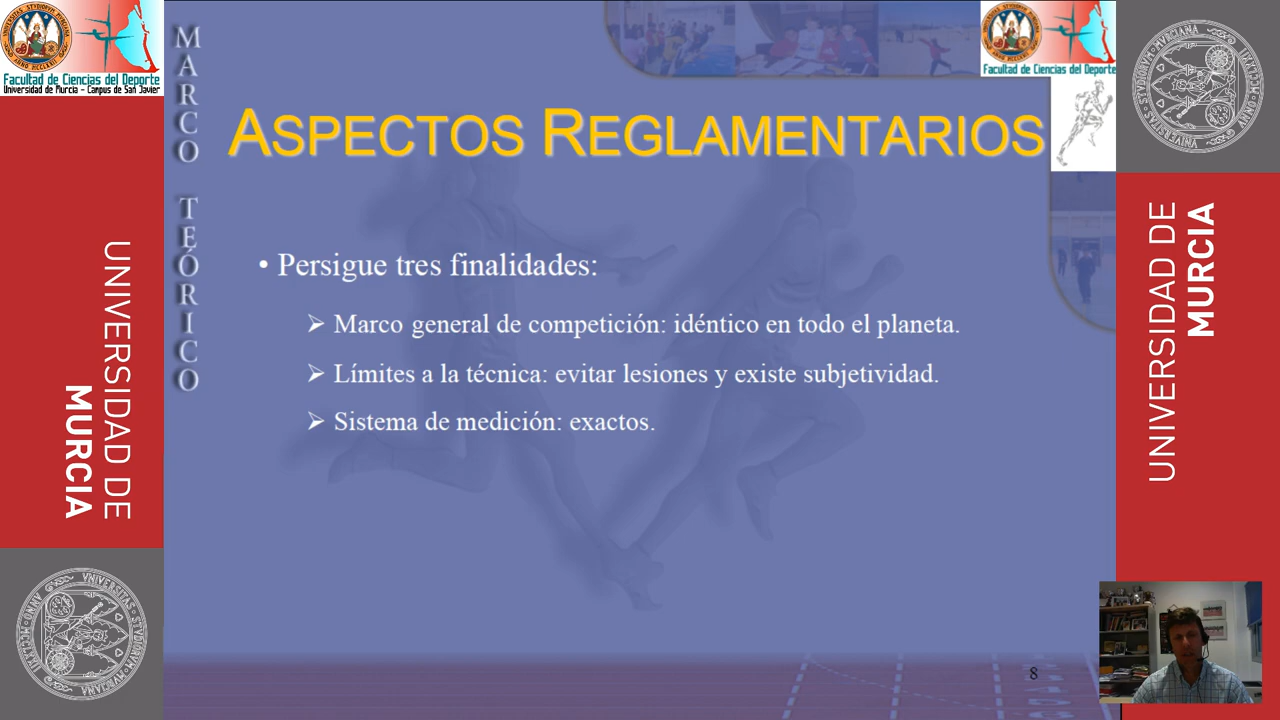 Facultad de Ciencias del Deporte
Universidad de Murcia - Campus de San Javier
UNIVERSIDAD DE
MURCIA
MARCO TEÓRICO
ASPECTOS REGLAMENTARIOS
• Persigue tres finalidades:
➢ Marco general de competición: idéntico en todo el planeta.
➢ Límites a la técnica: evitar lesiones y existe subjetividad.
➢ Sistema de medición: exactos.
8
Facultad de Ciencias del Deporte
UNIVERSIDAD DE
MURCIA